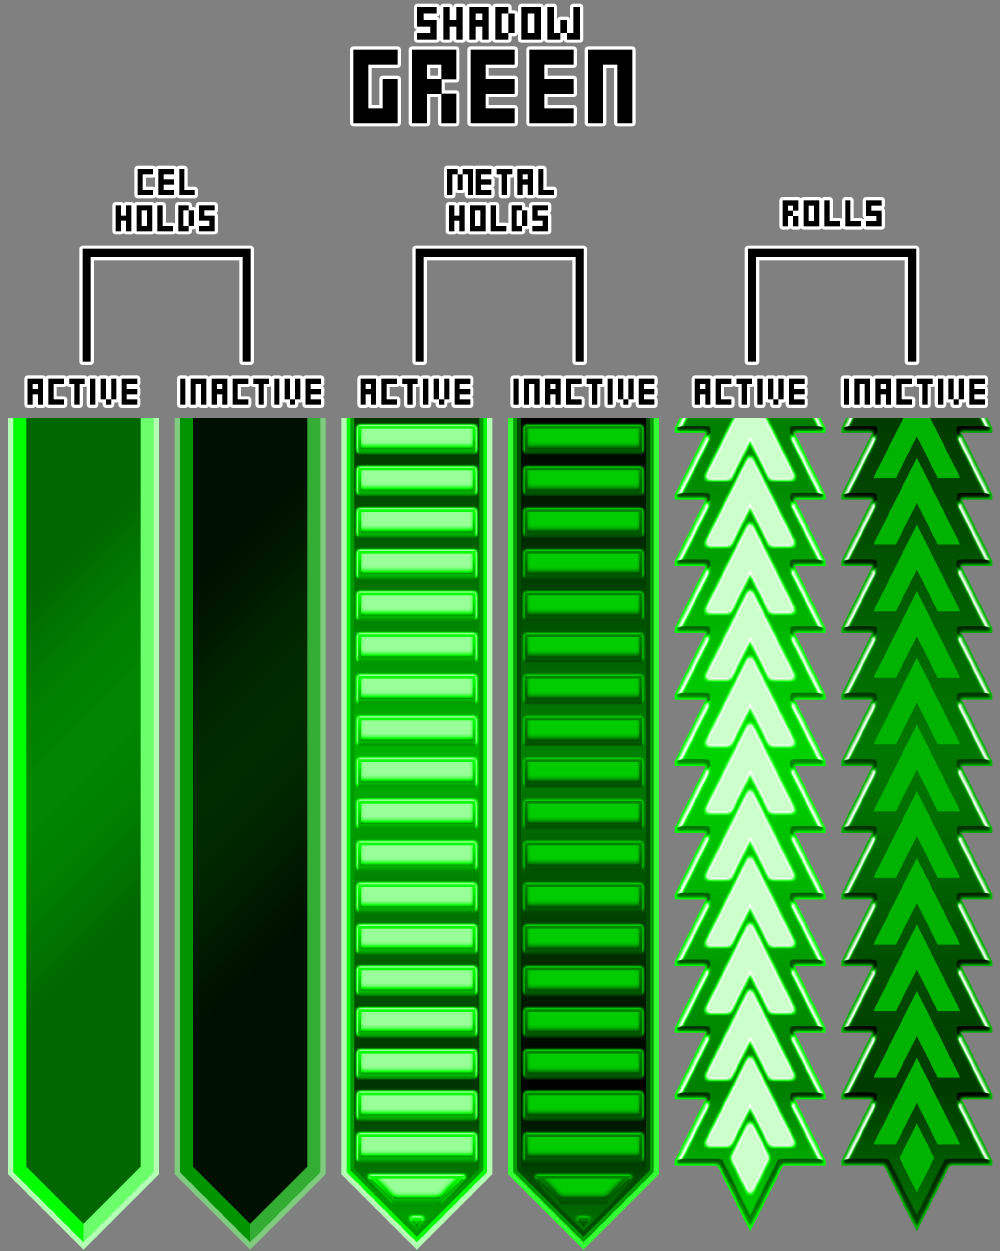 SHADOW
GREEN
CEL
HOLDS
METAL
HOLDS
ROLLS
ACTIVE INACTIVE ACTIVE INACTIVE ACTIVE INACTIVE